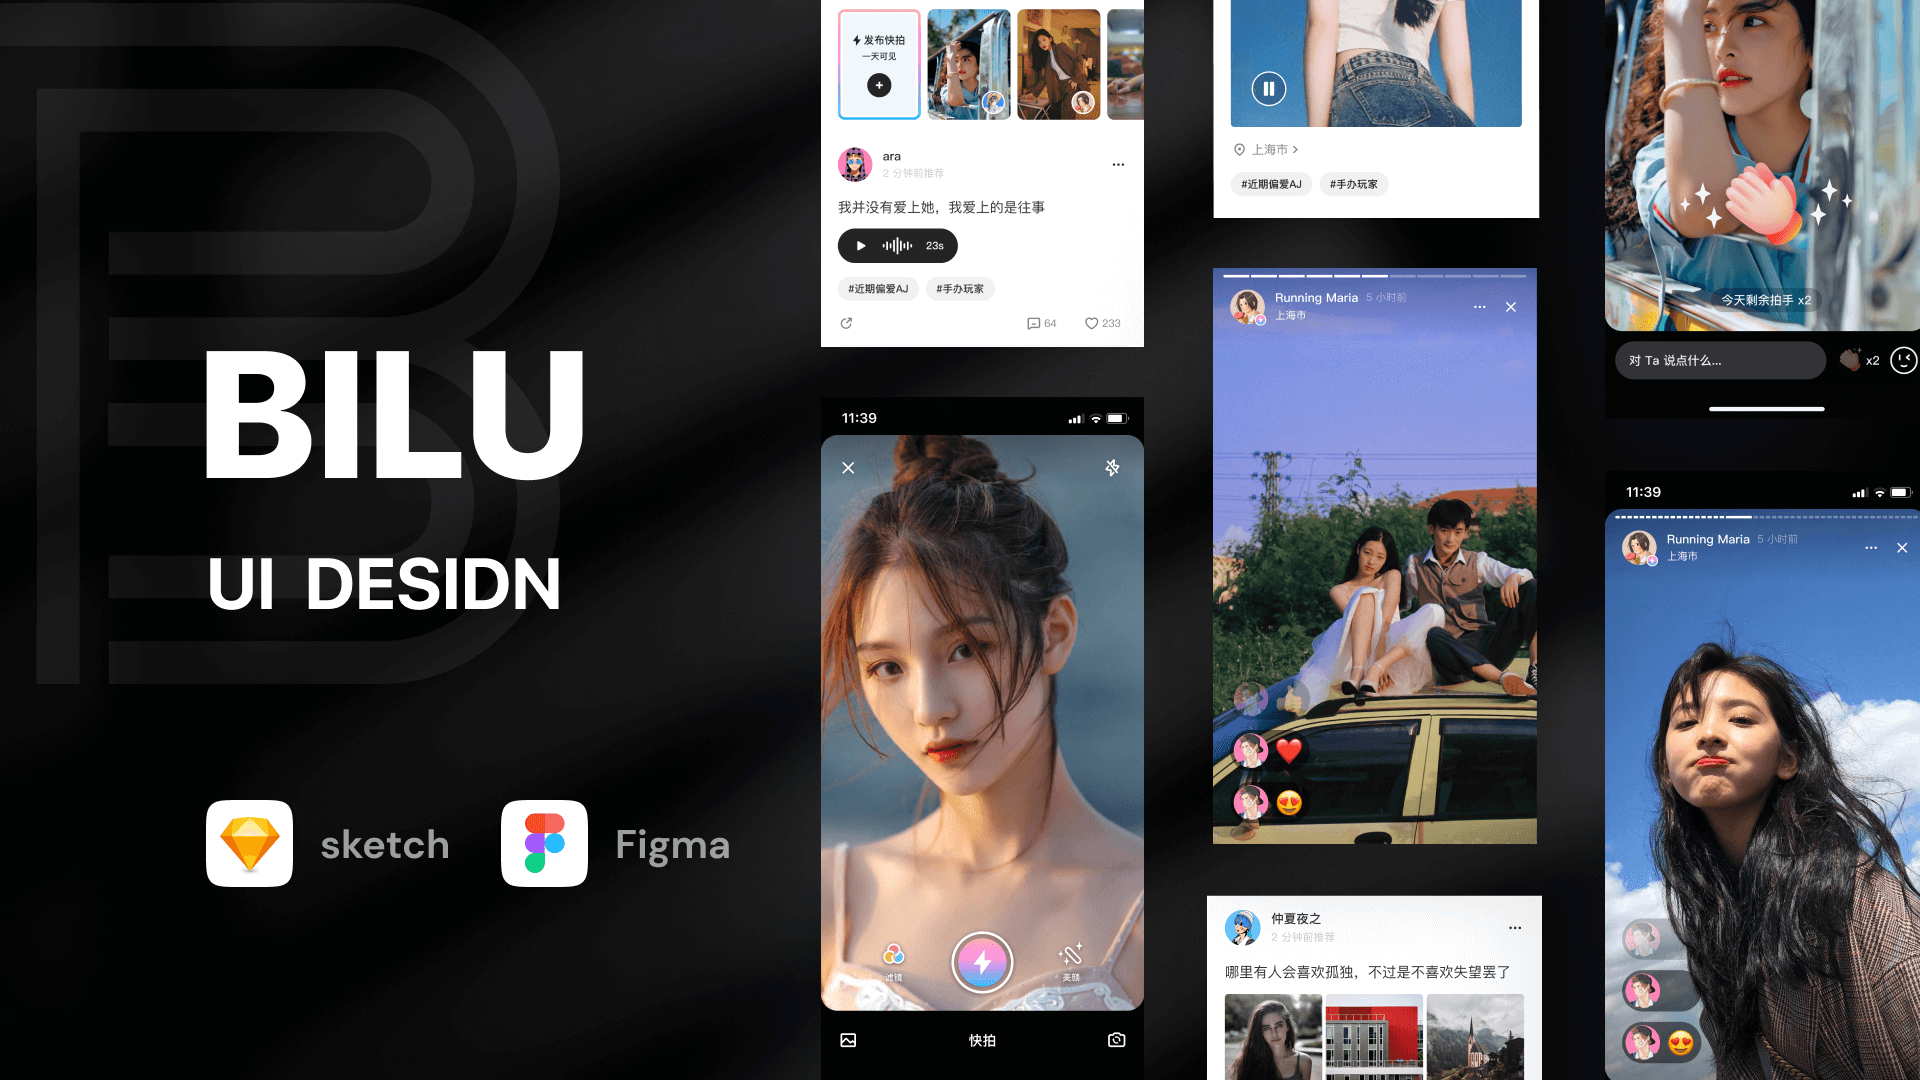 BILU
UI DESIDN
sketch
Figma
发布快拍
一天可见
ara
2 分钟前推荐
我并没有爱上她，我爱上的是往事
23s
#近期偏爱AJ
#手办玩家
64
233
11:39
滤镜
美颜
快拍
上海市
#近期偏爱AJ
#手办玩家
Running Maria 5 小时前
上海市
仲夏夜之
2 分钟前推荐
哪里有人会喜欢孤独，不过是不喜欢失望罢了
今天剩余拍手 x2
对 Ta 说点什么...
x2
11:39
Running Maria 5 小时前
上海市